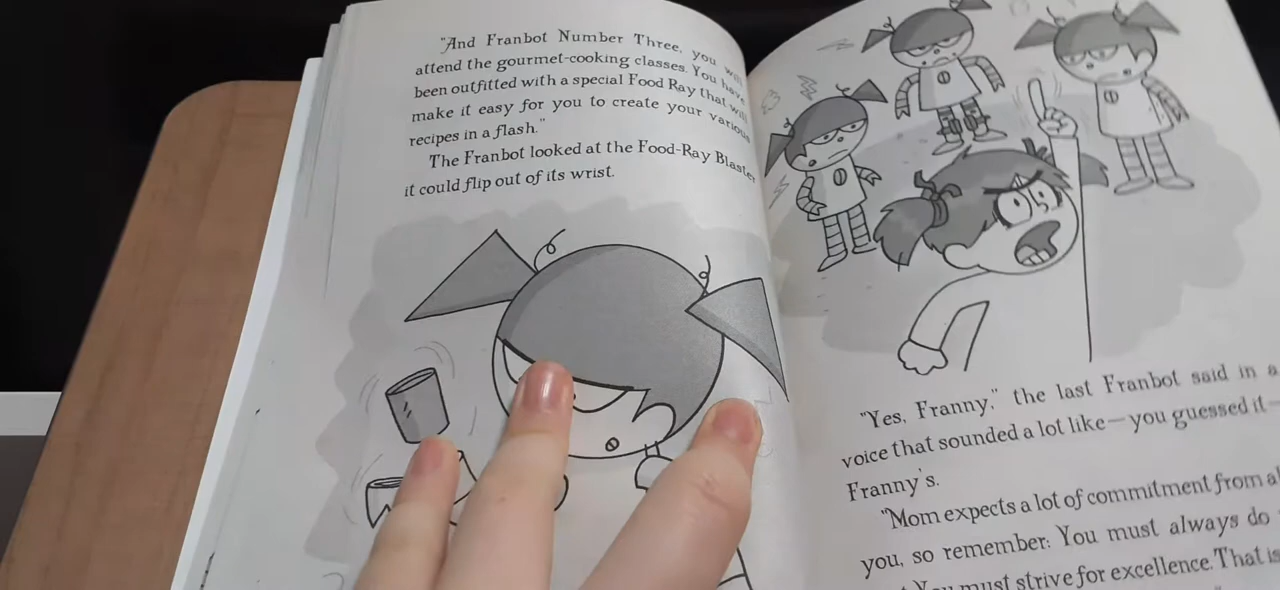 "And Franbot Number Three, you will
attend the gourmet-cooking classes. You have
been outfitted with a special Food Ray that will
make it easy for you to create your various
recipes in a flash."
The Franbot looked at the Food-Ray Blaster
it could flip out of its wrist.
"Yes, Franny," the last Franbot said in a
voice that sounded a lot like—you guessed it—
Franny's.
"Mom expects a lot of commitment from
you, so remember: You must always do
You must strive for excellence. That is